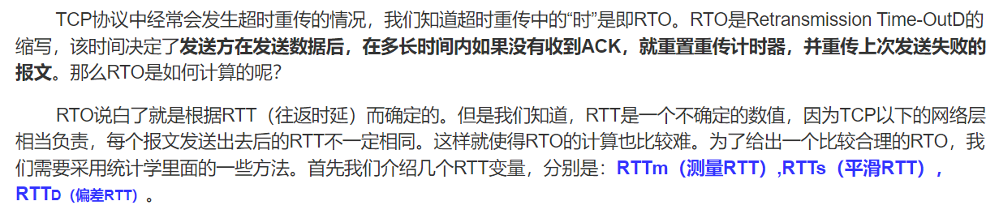 TCP协议中经常会发生超时重传的情况，我们知道超时重传中的“时”是即RTO。RTO是Retransmission Time-OutD的
缩写，该时间决定了发送方在发送数据后，在多长时间内如果没有收到ACK，就重置重传计时器，并重传上次发送失败的
报文。那么RTO是如何计算的呢？
RTO说白了就是根据RTT（往返时延）而确定的。但是我们知道，RTT是一个不确定的数值，因为TCP以下的网络层
相当负责，每个报文发送出去后的RTT不一定相同。这样就使得RTO的计算也比较难。为了给出一个比较合理的RTO，我
们需要采用统计学里面的一些方法。首先我们介绍几个RTT变量，分别是：RTTm（测量RTT）,RTTs（平滑RTT），
RTTD（偏差RTT）。